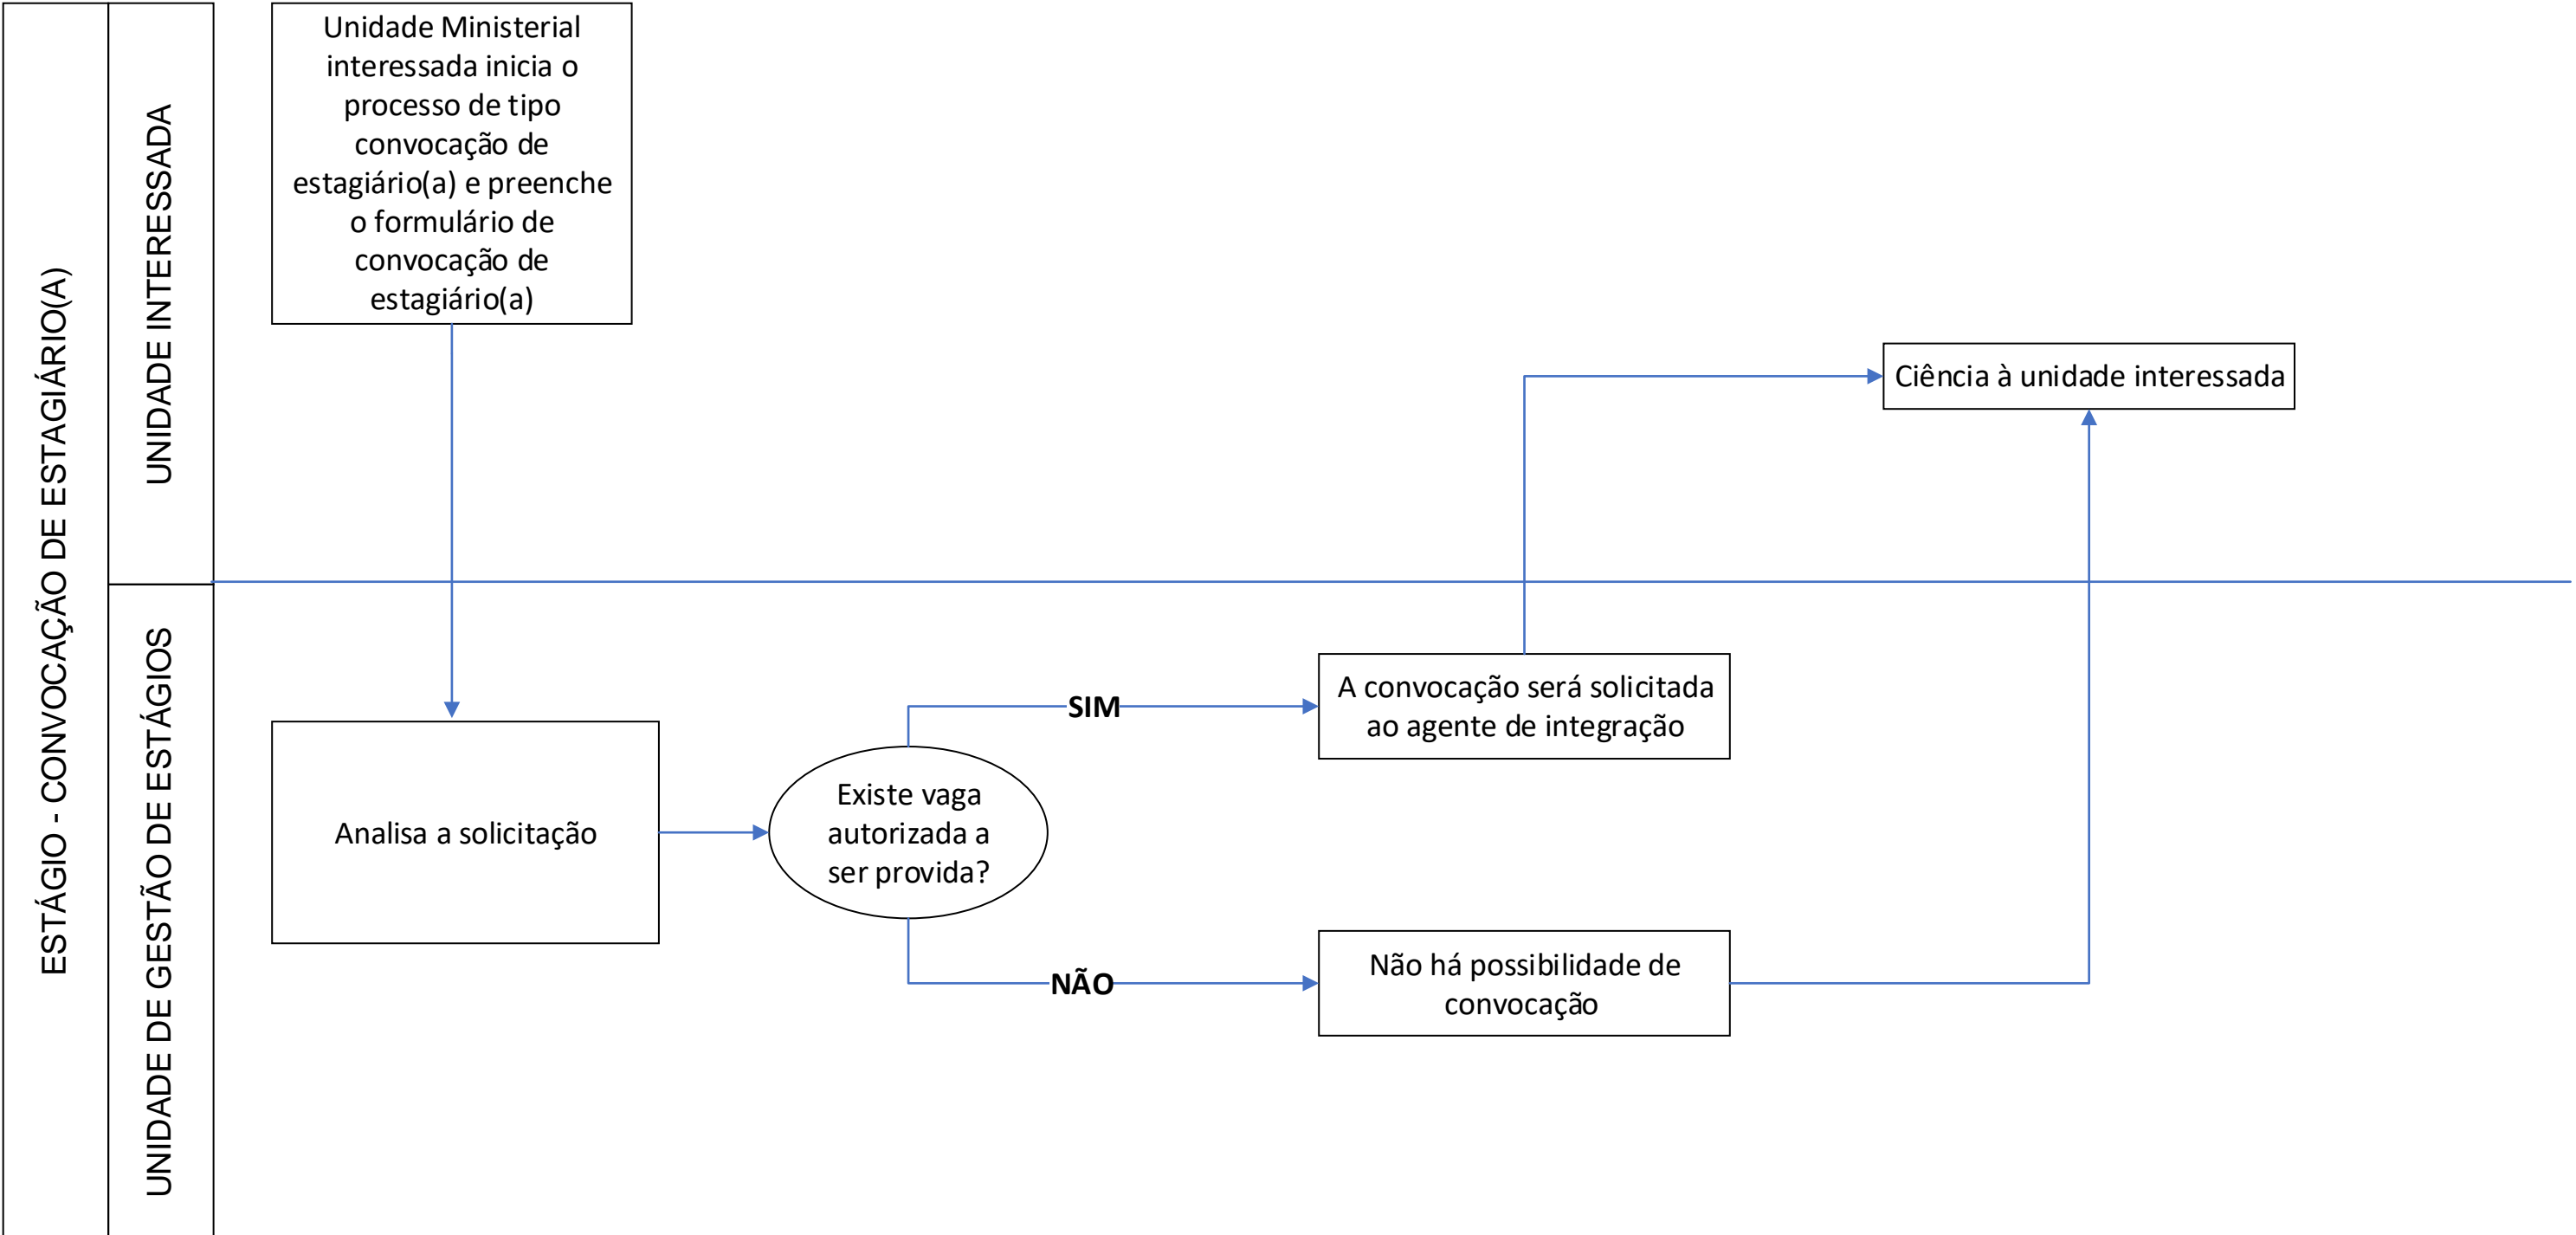 ESTÁGIO - CONVOCAÇÃO DE ESTAGIÁRIO(A)
UNIDADE INTERESSADA
Unidade Ministerial
interessada inicia o
processo de tipo
convocação de
estagiário(a) e preenche
o formulário de
convocação de
estagiário(a)
Ciência à unidade interessada
UNIDADE DE GESTÃO DE ESTÁGIOS
Analisa a solicitação
Existe vaga
autorizada a
ser provida?
SIM
A convocação será solicitada
ao agente de integração
NÃO
Não há possibilidade de
convocação